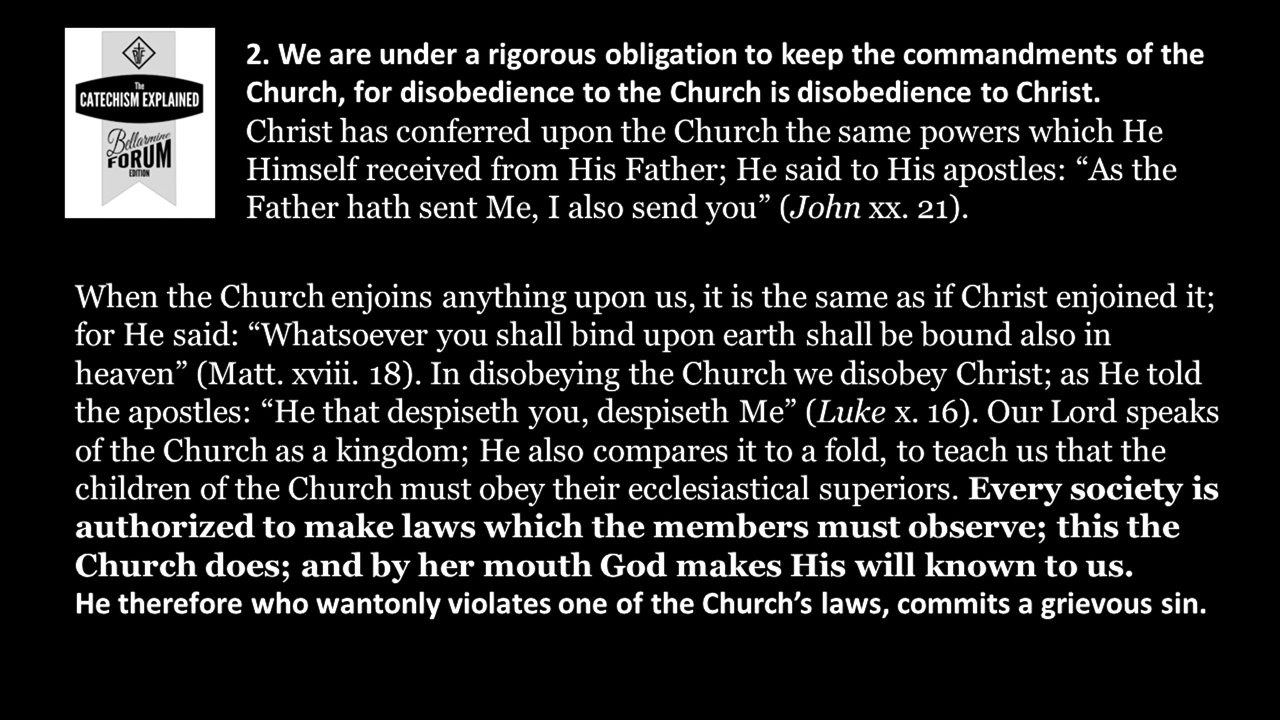 The
CATECHISM EXPLAINED
Bellarmine
FORUM
EDITION
2. We are under a rigorous obligation to keep the commandments of the
Church, for disobedience to the Church is disobedience to Christ.
Christ has conferred upon the Church the same powers which He
Himself received from His Father; He said to His apostles: “As the
Father hath sent Me, I also send you” (John xx. 21).
When the Church enjoins anything upon us, it is the same as if Christ enjoined it;
for He said: “Whatsoever you shall bind upon earth shall be bound also in
heaven” (Matt. xviii. 18). In disobeying the Church we disobey Christ; as He told
the apostles: “He that despiseth you, despiseth Me” (Luke x. 16). Our Lord speaks
of the Church as a kingdom; He also compares it to a fold, to teach us that the
children of the Church must obey their ecclesiastical superiors. Every society is
authorized to make laws which the members must observe; this the
Church does; and by her mouth God makes His will known to us.
He therefore who wantonly violates one of the Church’s laws, commits a grievous sin.